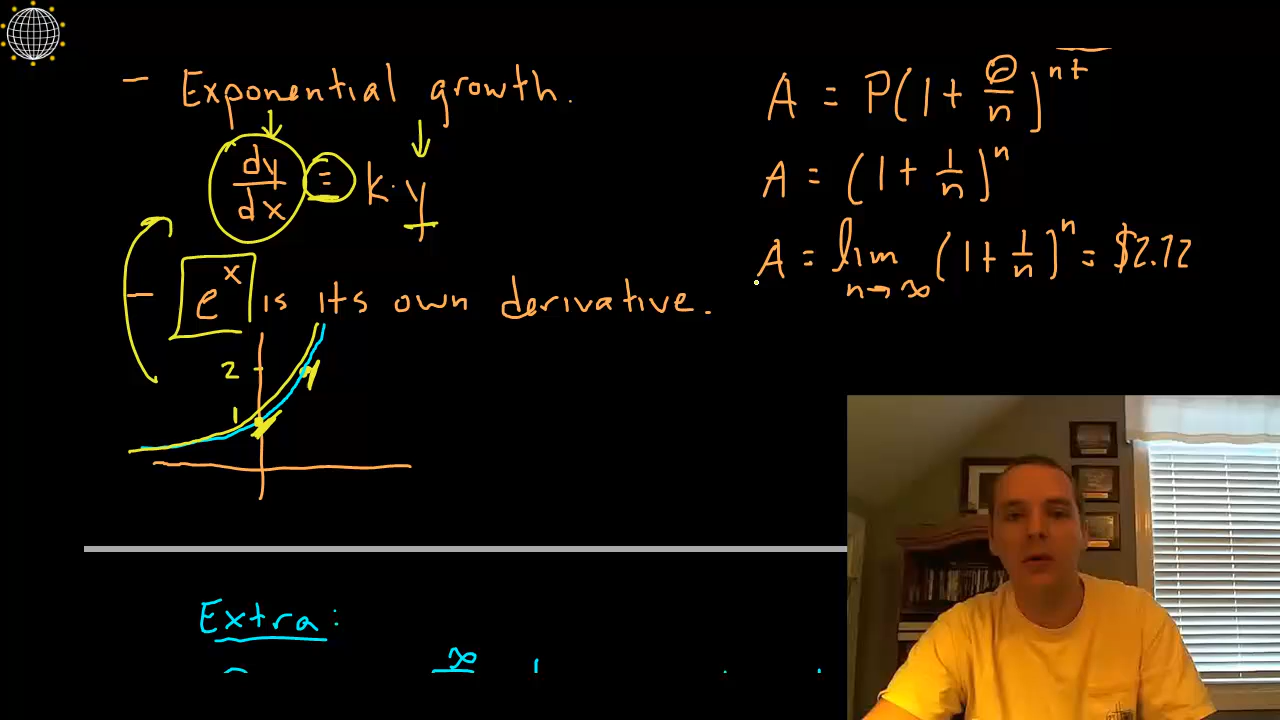 – Exponential growth.
dy/dx = k·y
– e^x is its own derivative.
2
1
A = P(1 + r/n)^nt
A = (1 + 1/n)^n
A = lim n→∞ (1 + 1/n)^n = $2.72
Extra:
∞